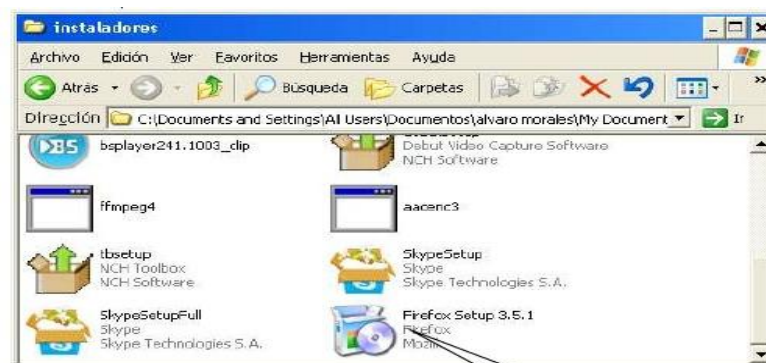 instaladores
Archivo Edición Ver Favoritos Herramientas Ayuda
Atrás Búsqueda Carpetas
Dirección C:\Documents and Settings\All Users\Documentos\alvaro morales\My Document Ir
BS
bsplayer241.1003_clip
Debut Video Capture Software
NCH Software
ffmpeg4
aacenc3
tbsetup
NCH Toolbox
NCH Software
SkypeSetup
Skype
Skype Technologies S.A.
SkypeSetupFull
Skype
Skype Technologies S.A.
Firefox Setup 3.5.1
Firefox
Mozilla